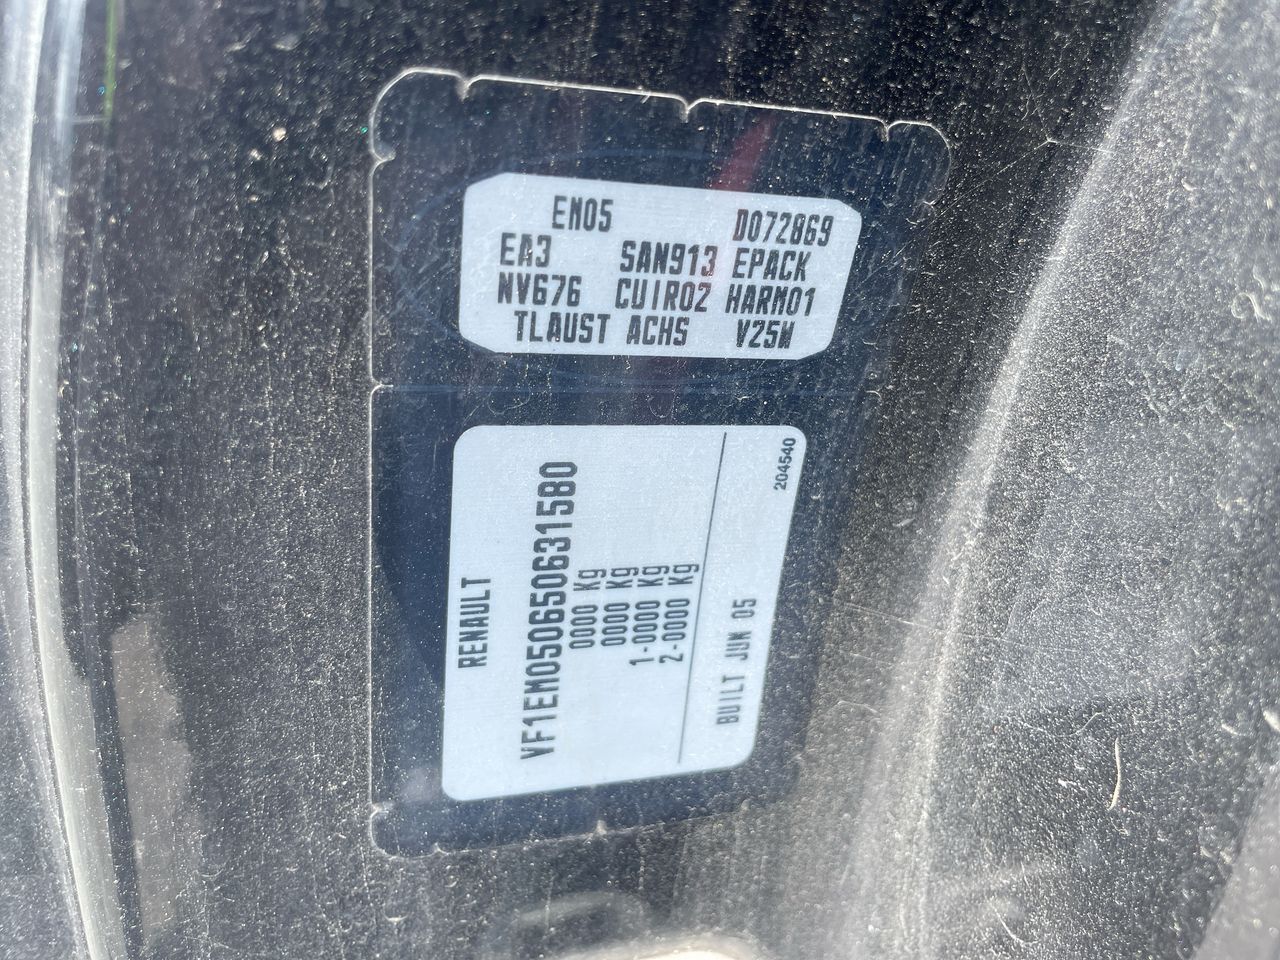 EM05 D072869
EA3 SAN913 EPACK
NV676 CUIR02 HARM01
TLAUST ACHS V25W
RENAULT
VF1EM0506506315B0
0000 Kg
0000 Kg
1-0000 Kg
2-0000 Kg
BUILT JUN 05
204540